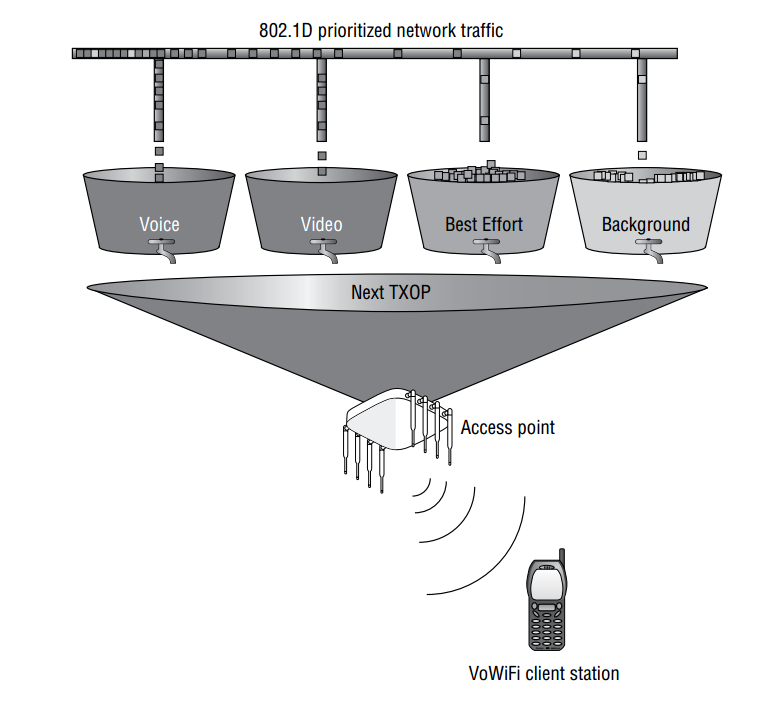 802.1D prioritized network traffic
Voice
Video
Best Effort
Background
Next TXOP
Access point
VoWiFi client station